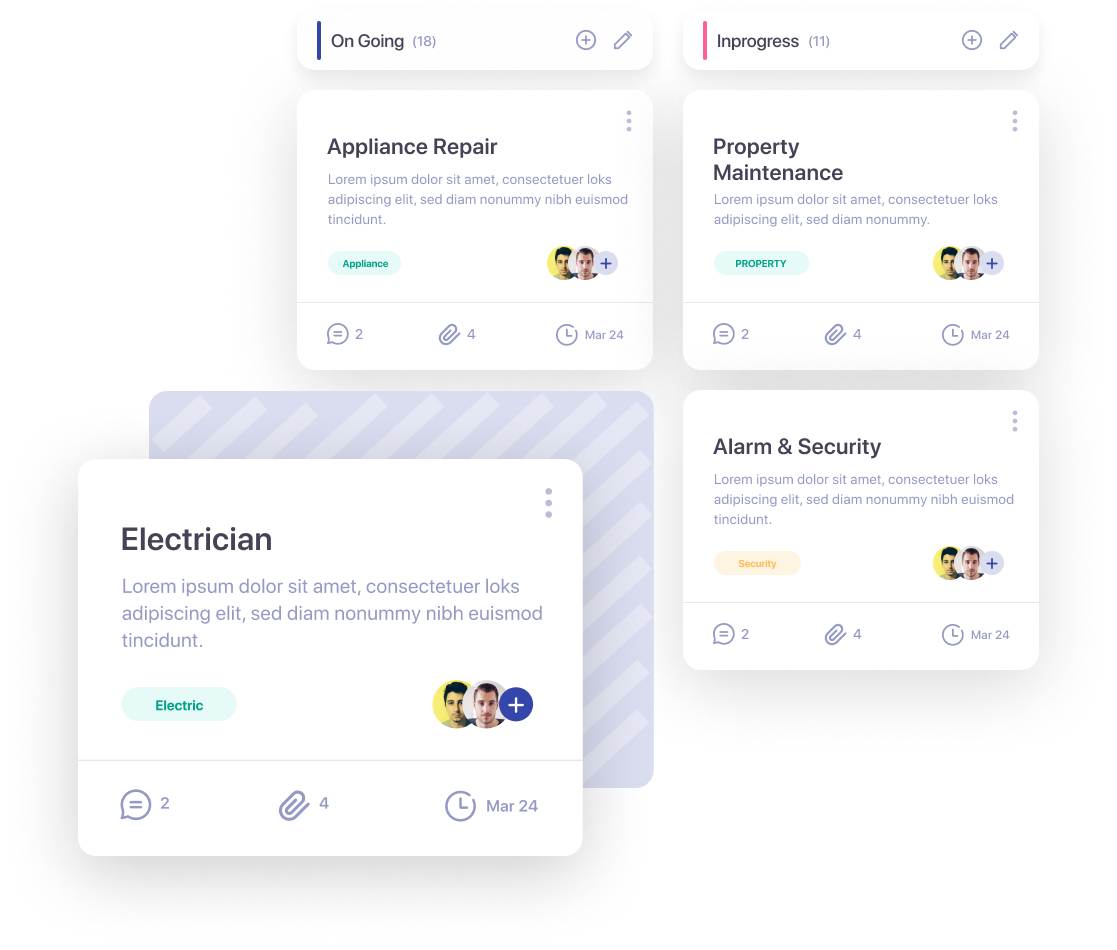 On Going (18)
Inprogress (11)
Appliance Repair
Lorem ipsum dolor sit amet, consectetuer loks
adipiscing elit, sed diam nonummy nibh euismod
tincidunt.
Appliance
2
4
Mar 24
Property
Maintenance
Lorem ipsum dolor sit amet, consectetuer loks
adipiscing elit, sed diam nonummy.
PROPERTY
2
4
Mar 24
Electrician
Lorem ipsum dolor sit amet, consectetuer loks
adipiscing elit, sed diam nonummy nibh euismod
tincidunt.
Electric
2
4
Mar 24
Alarm & Security
Lorem ipsum dolor sit amet, consectetuer loks
adipiscing elit, sed diam nonummy nibh euismod
tincidunt.
Security
2
4
Mar 24